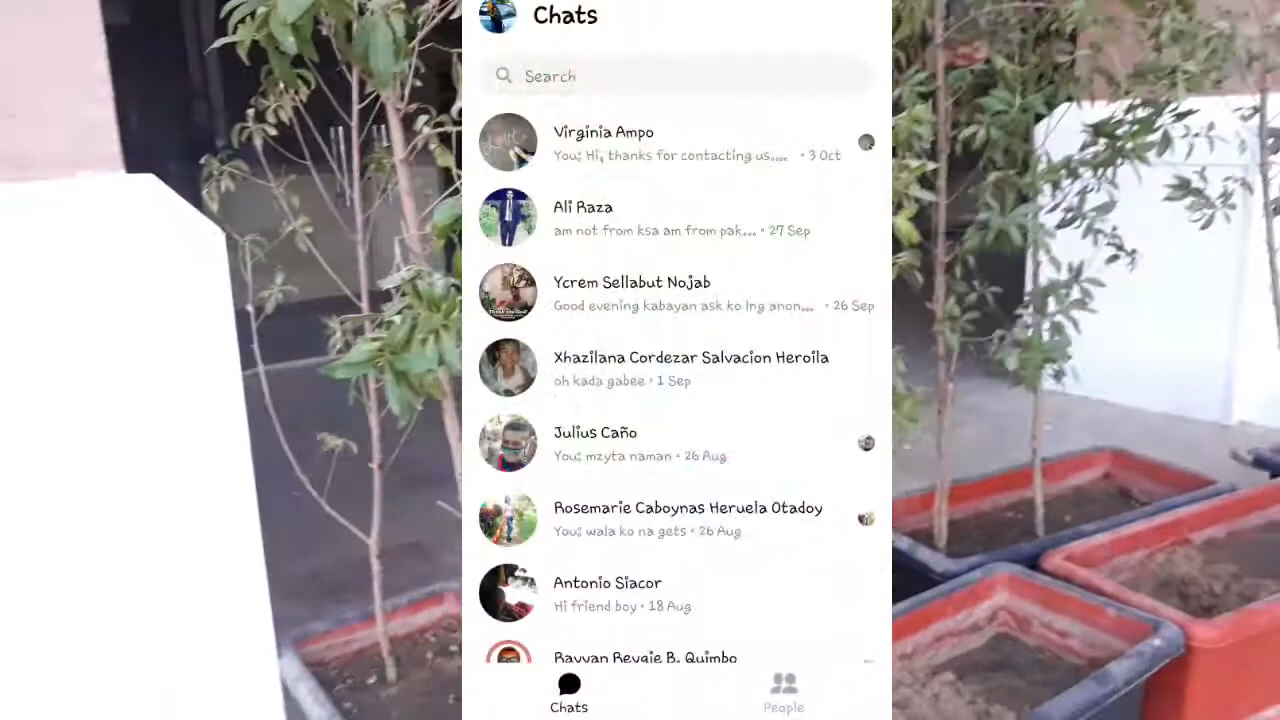 Chats
Search
Virginia Ampo
You: Hi, thanks for contacting us.... • 3 Oct
Ali Raza
am not from ksa am from pak... • 27 Sep
Ycrem Sellabut Nojab
Good evening kabayan ask ko lng anon... • 26 Sep
Xhazilana Cordezar Salvacion Heroila
oh kada gabee • 1 Sep
Julius Caño
You: mzyta naman • 26 Aug
Rosemarie Caboynas Heruela Otadoy
You: wala ko na gets • 26 Aug
Antonio Siacor
Hi friend boy • 18 Aug
Rayyan Reygie B. Quimbo
Chats
People